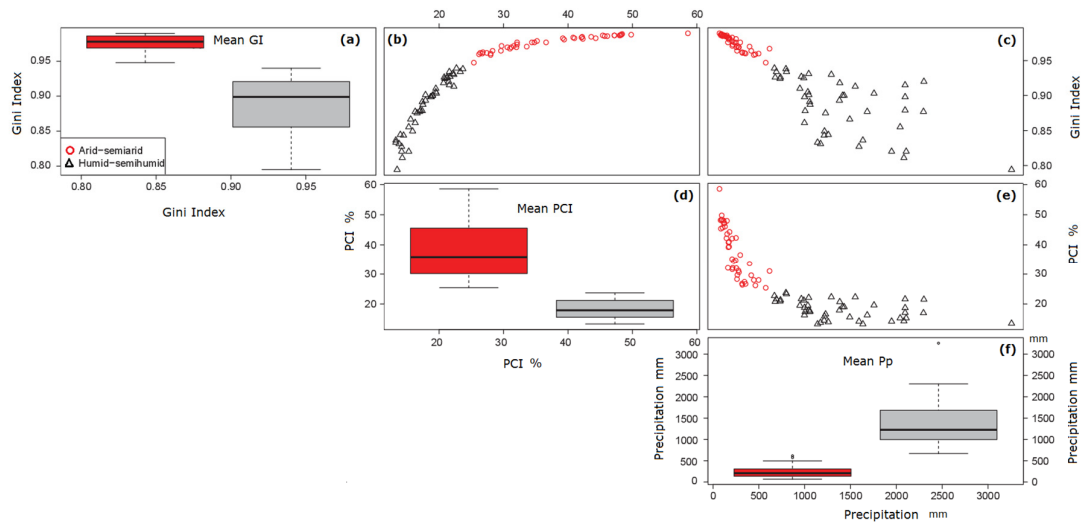 20 30 40 50 60
Mean GI (a)
(b)
(c)
Gini Index
0.95
0.90
0.85
0.80
Arid−semiarid
Humid−semihumid
0.80 0.85 0.90 0.95
Gini Index
0.95
0.90
0.85
0.80
Gini Index
60
50
40
30
20
PCI %
Mean PCI (d)
(e)
60
50
40
30
20
PCI %
20 30 40 50 60
PCI %
mm
Mean Pp (f)
3000
2500
2000
1500
1000
500
0
Precipitation mm
3000
2500
1500
1000
500
0
Precipitation mm
0 500 1000 1500 2000 2500 3000
Precipitation mm